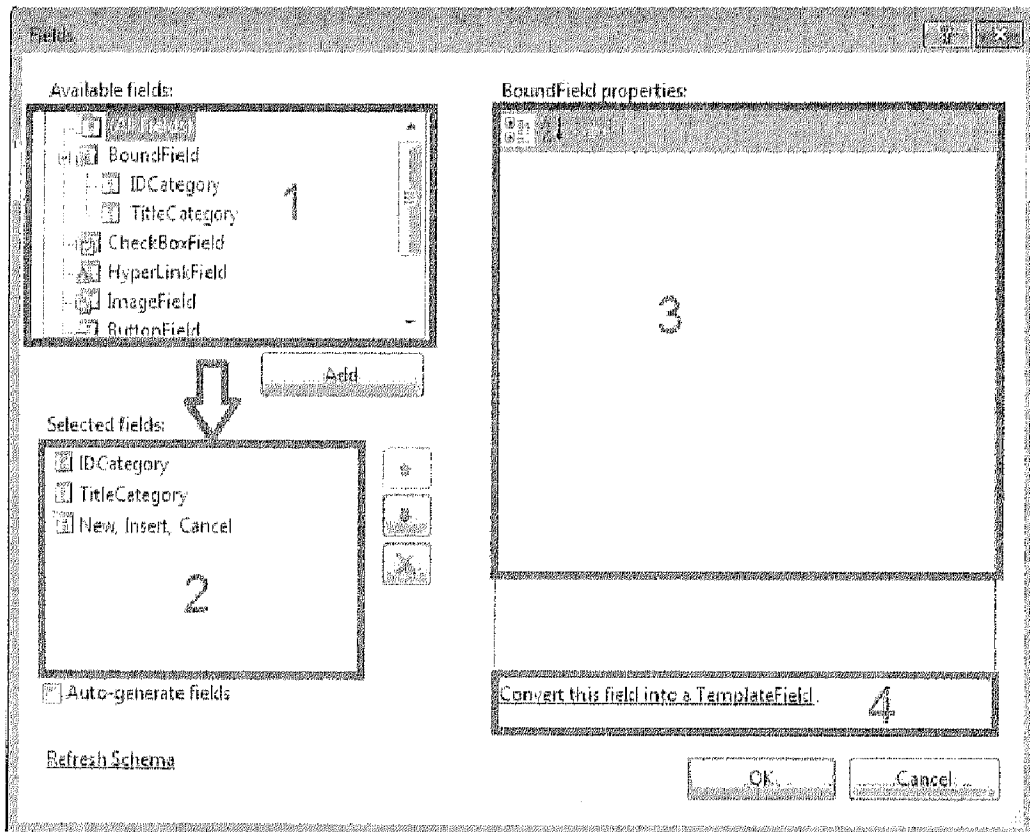 Fields
Available fields:
(All Fields)
BoundField
IDCategory
TitleCategory
CheckBoxField
HyperLinkField
ImageField
ButtonField
1
Add
Selected fields:
IDCategory
TitleCategory
New, Insert, Cancel
2
Auto-generate fields
Refresh Schema
BoundField properties:
3
Convert this field into a TemplateField.
4
OK
Cancel